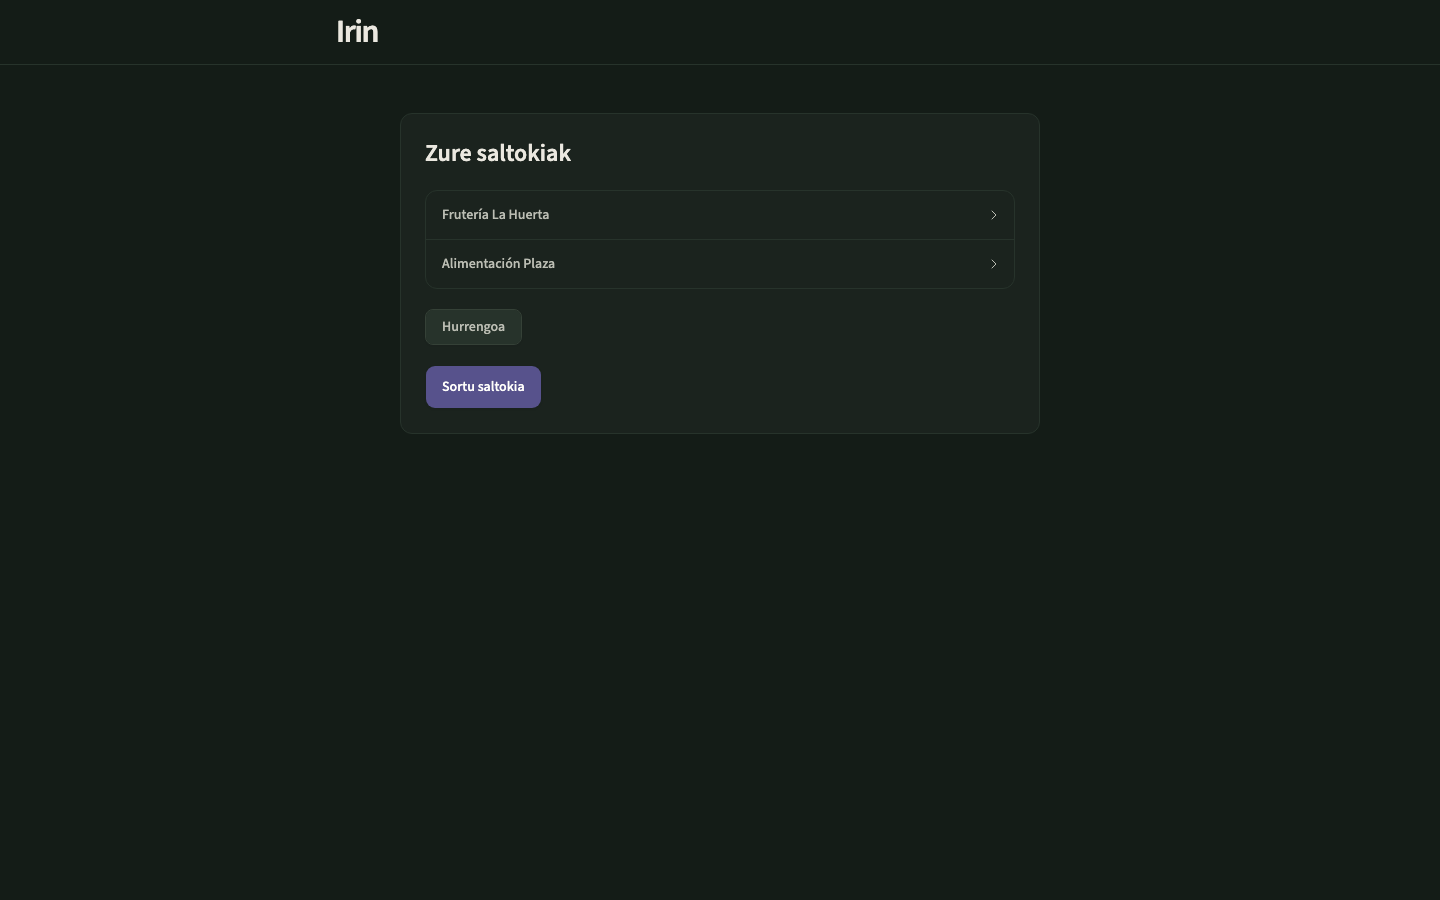 Irin
Zure saltokiak
Frutería La Huerta
Alimentación Plaza
Hurrengoa
Sortu saltokia